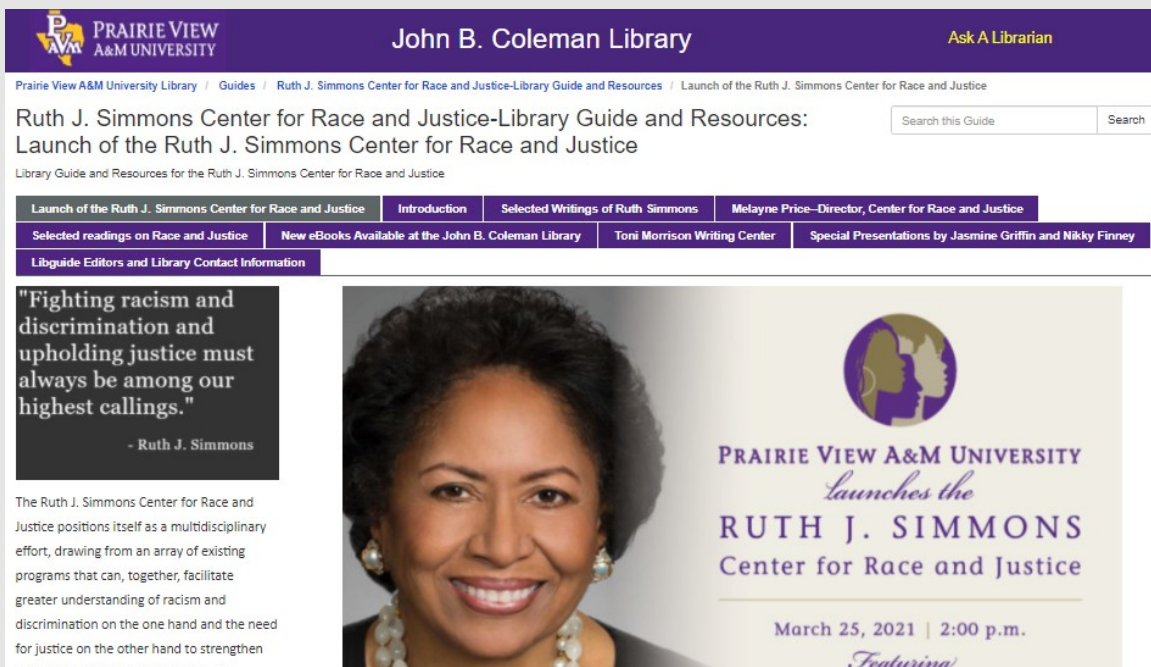 PRAIRIE VIEW
A&M UNIVERSITY
John B. Coleman Library
Ask A Librarian
Prairie View A&M University Library / Guides / Ruth J. Simmons Center for Race and Justice-Library Guide and Resources / Launch of the Ruth J. Simmons Center for Race and Justice
Ruth J. Simmons Center for Race and Justice-Library Guide and Resources:
Launch of the Ruth J. Simmons Center for Race and Justice
Search this Guide
Search
Library Guide and Resources for the Ruth J. Simmons Center for Race and Justice
Launch of the Ruth J. Simmons Center for Race and Justice
Introduction
Selected Writings of Ruth Simmons
Melayne Price--Director, Center for Race and Justice
Selected readings on Race and Justice
New eBooks Available at the John B. Coleman Library
Toni Morrison Writing Center
Special Presentations by Jasmine Griffin and Nikky Finney
Libguide Editors and Library Contact Information
"Fighting racism and
discrimination and
upholding justice must
always be among our
highest callings."
- Ruth J. Simmons
The Ruth J. Simmons Center for Race and
Justice positions itself as a multidisciplinary
effort, drawing from an array of existing
programs that can, together, facilitate
greater understanding of racism and
discrimination on the one hand and the need
for justice on the other hand to strengthen
PRAIRIE VIEW A&M UNIVERSITY
launches the
RUTH J. SIMMONS
Center for Race and Justice
March 25, 2021 | 2:00 p.m.
Featuring